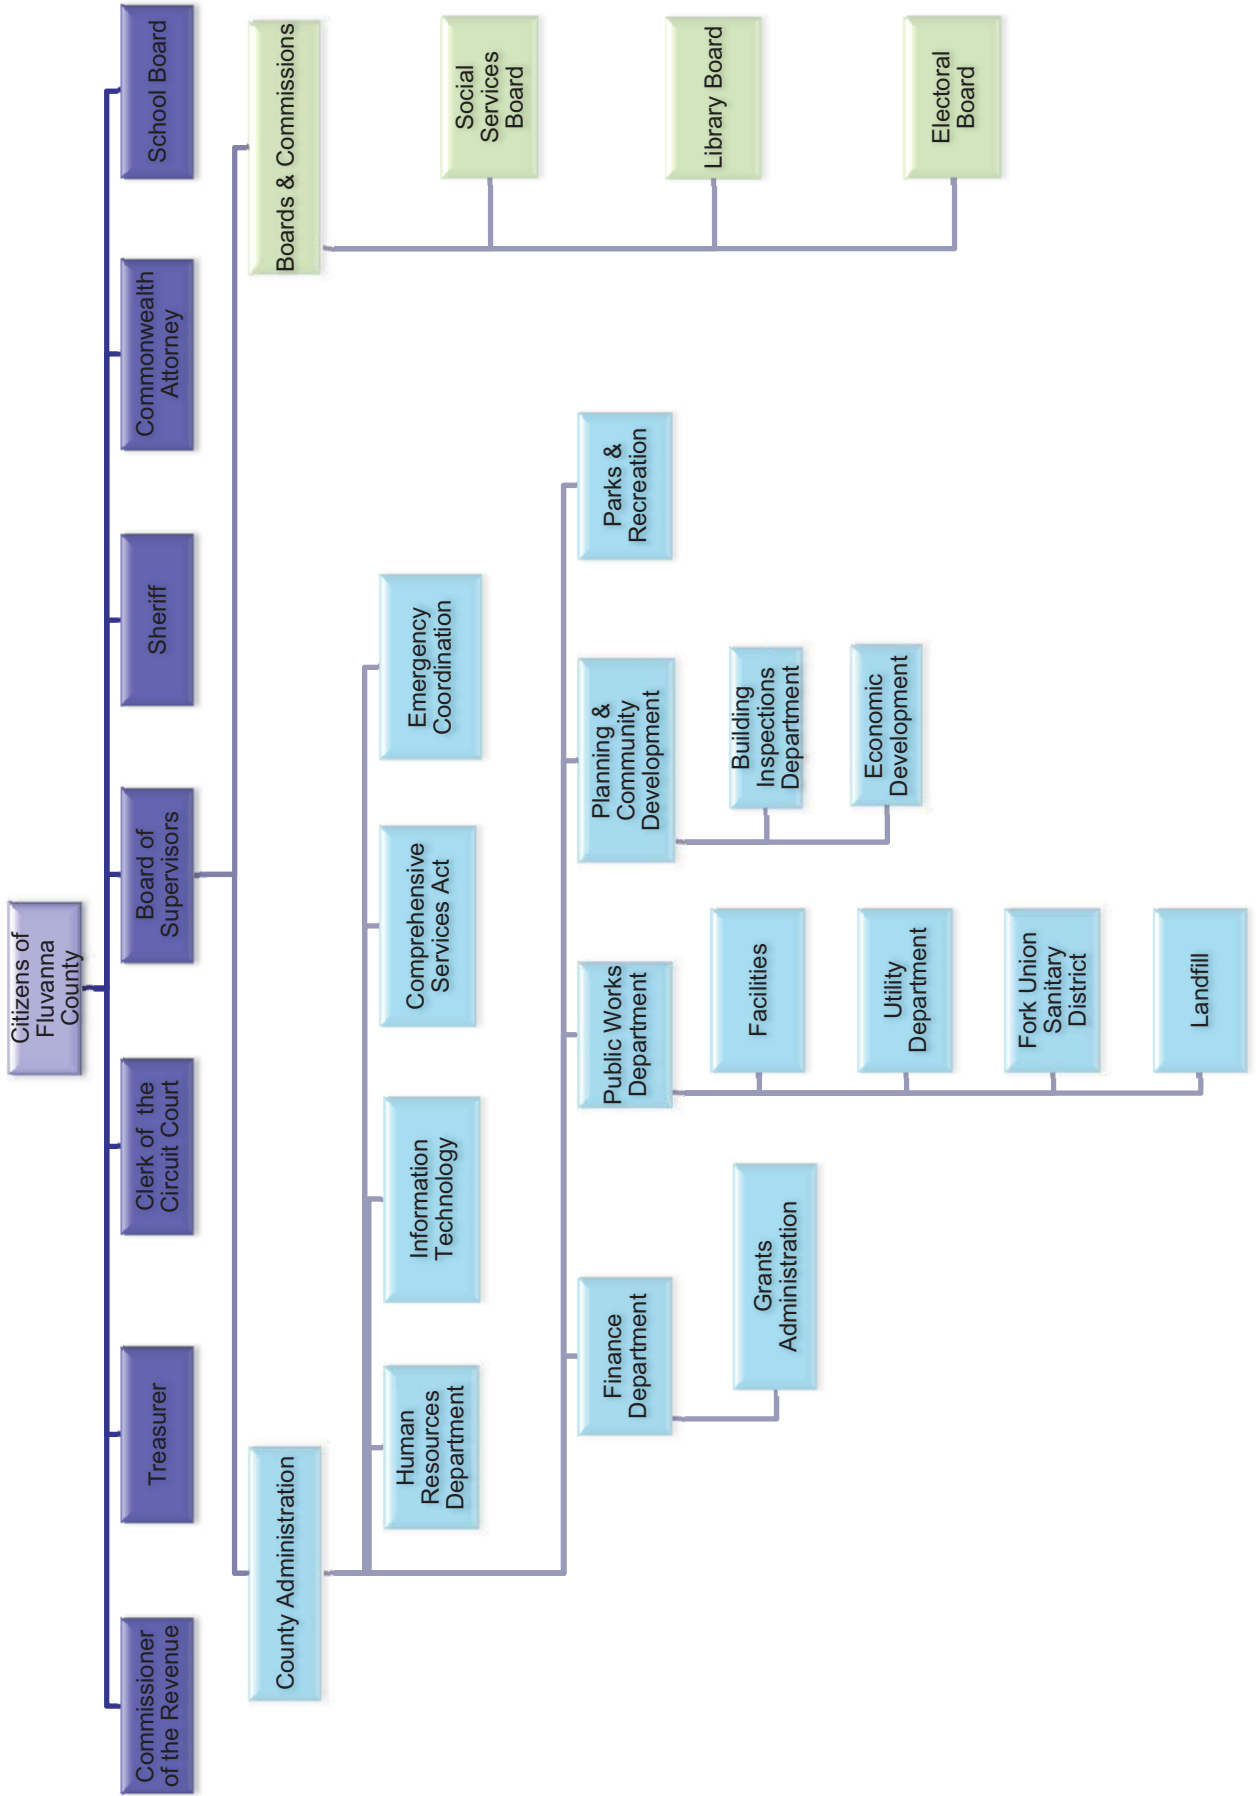 Citizens of
Fluvanna
County
Commissioner
of the Revenue
Treasurer
Clerk of the
Circuit Court
Board of
Supervisors
Sheriff
Commonwealth
Attorney
School Board
County Administration
Boards & Commissions
Human
Resources
Department
Information
Technology
Comprehensive
Services Act
Emergency
Coordination
Social
Services
Board
Library Board
Electoral
Board
Finance
Department
Public Works
Department
Planning &
Community
Development
Parks &
Recreation
Grants
Administration
Facilities
Utility
Department
Fork Union
Sanitary
District
Landfill
Building
Inspections
Department
Economic
Development